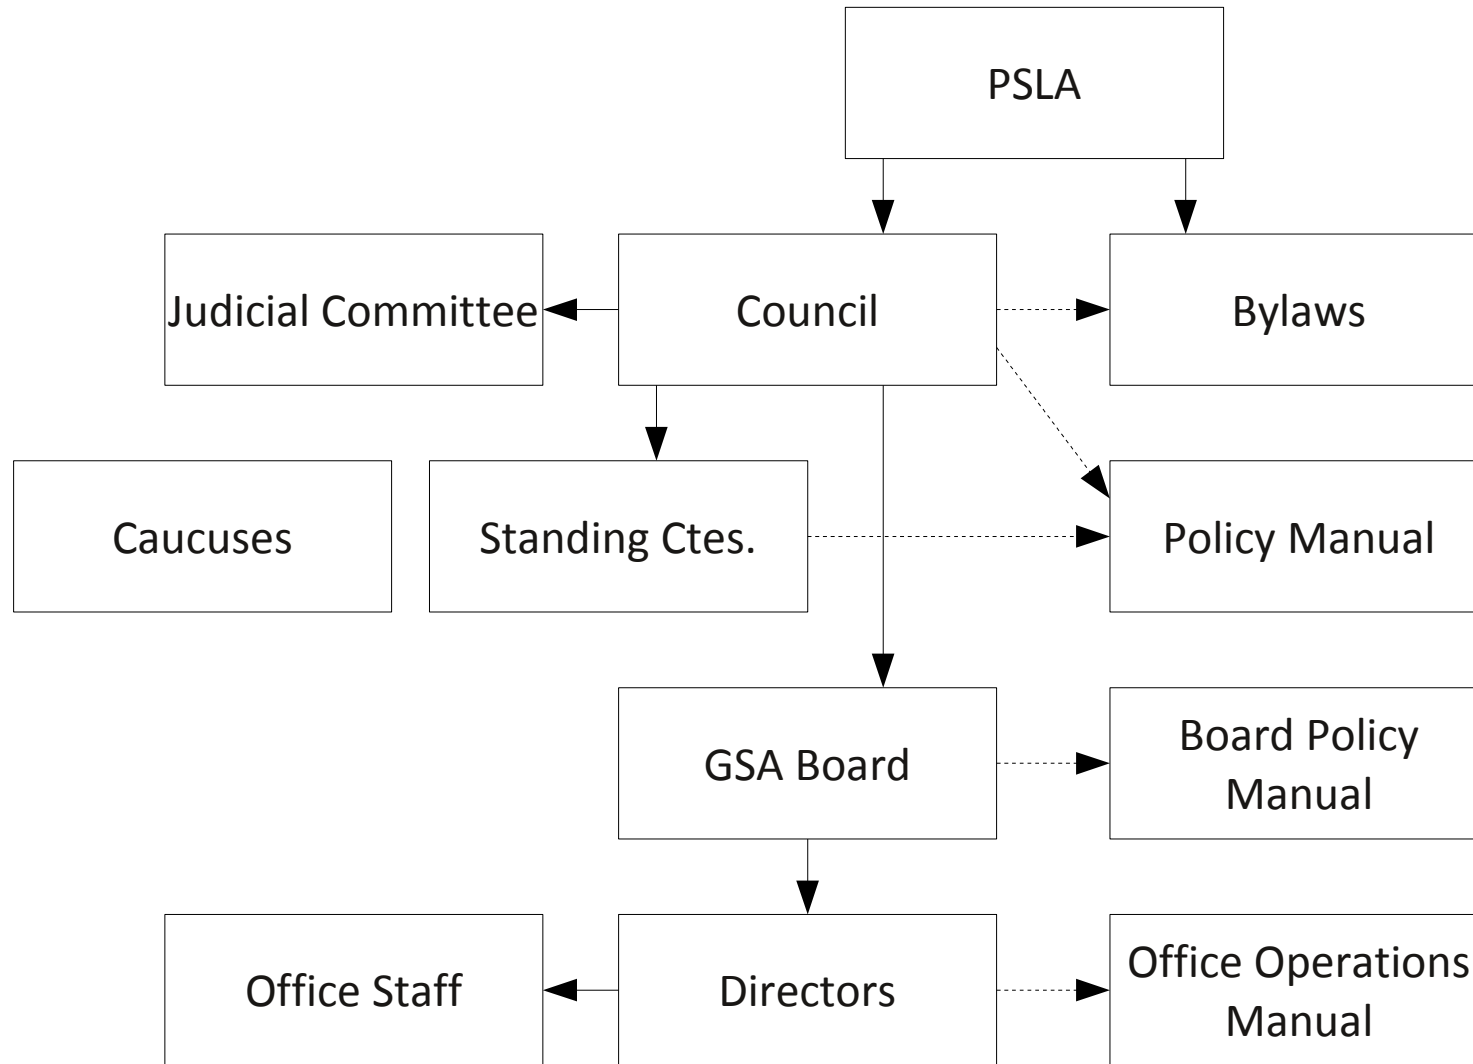 PSLA
Judicial Committee
Council
Bylaws
Caucuses
Standing Ctes.
Policy Manual
GSA Board
Board Policy
Manual
Office Staff
Directors
Office Operations
Manual